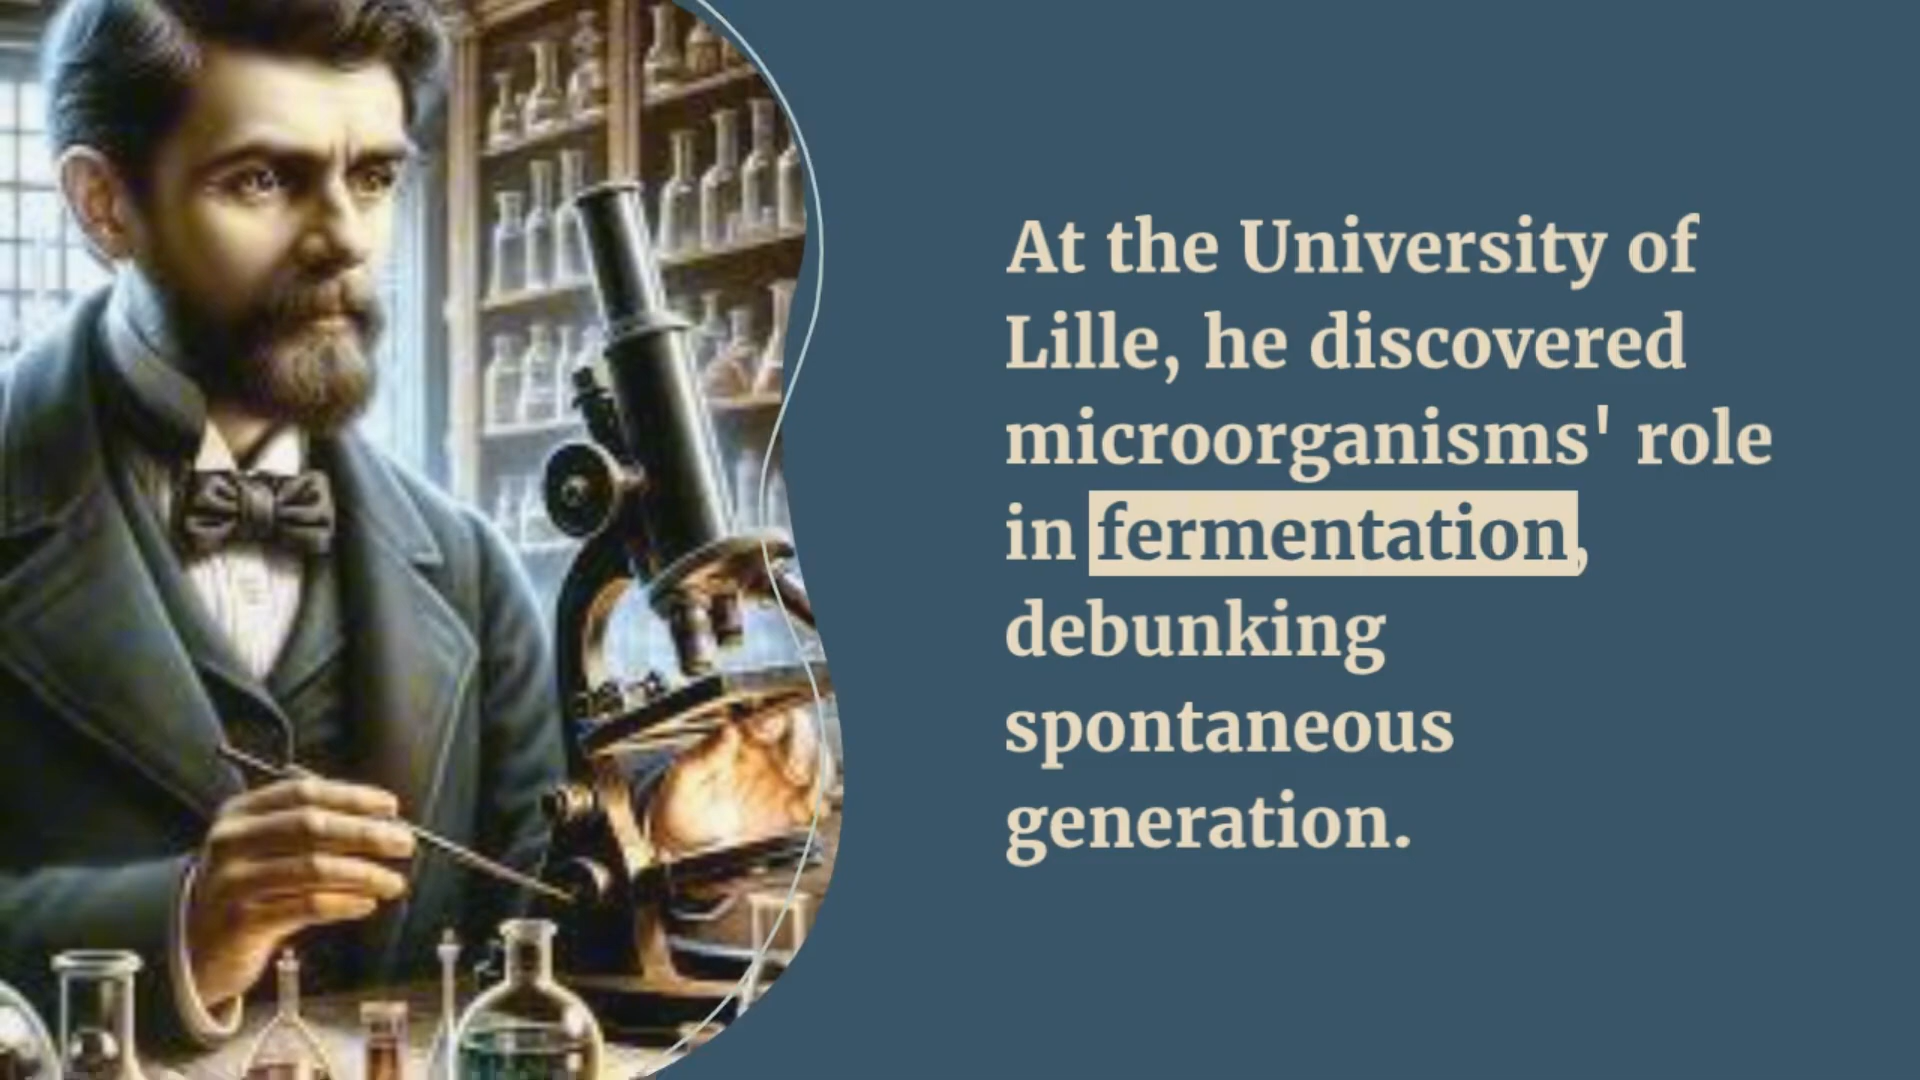 At the University of
Lille, he discovered
microorganisms' role
in fermentation,
debunking
spontaneous
generation.